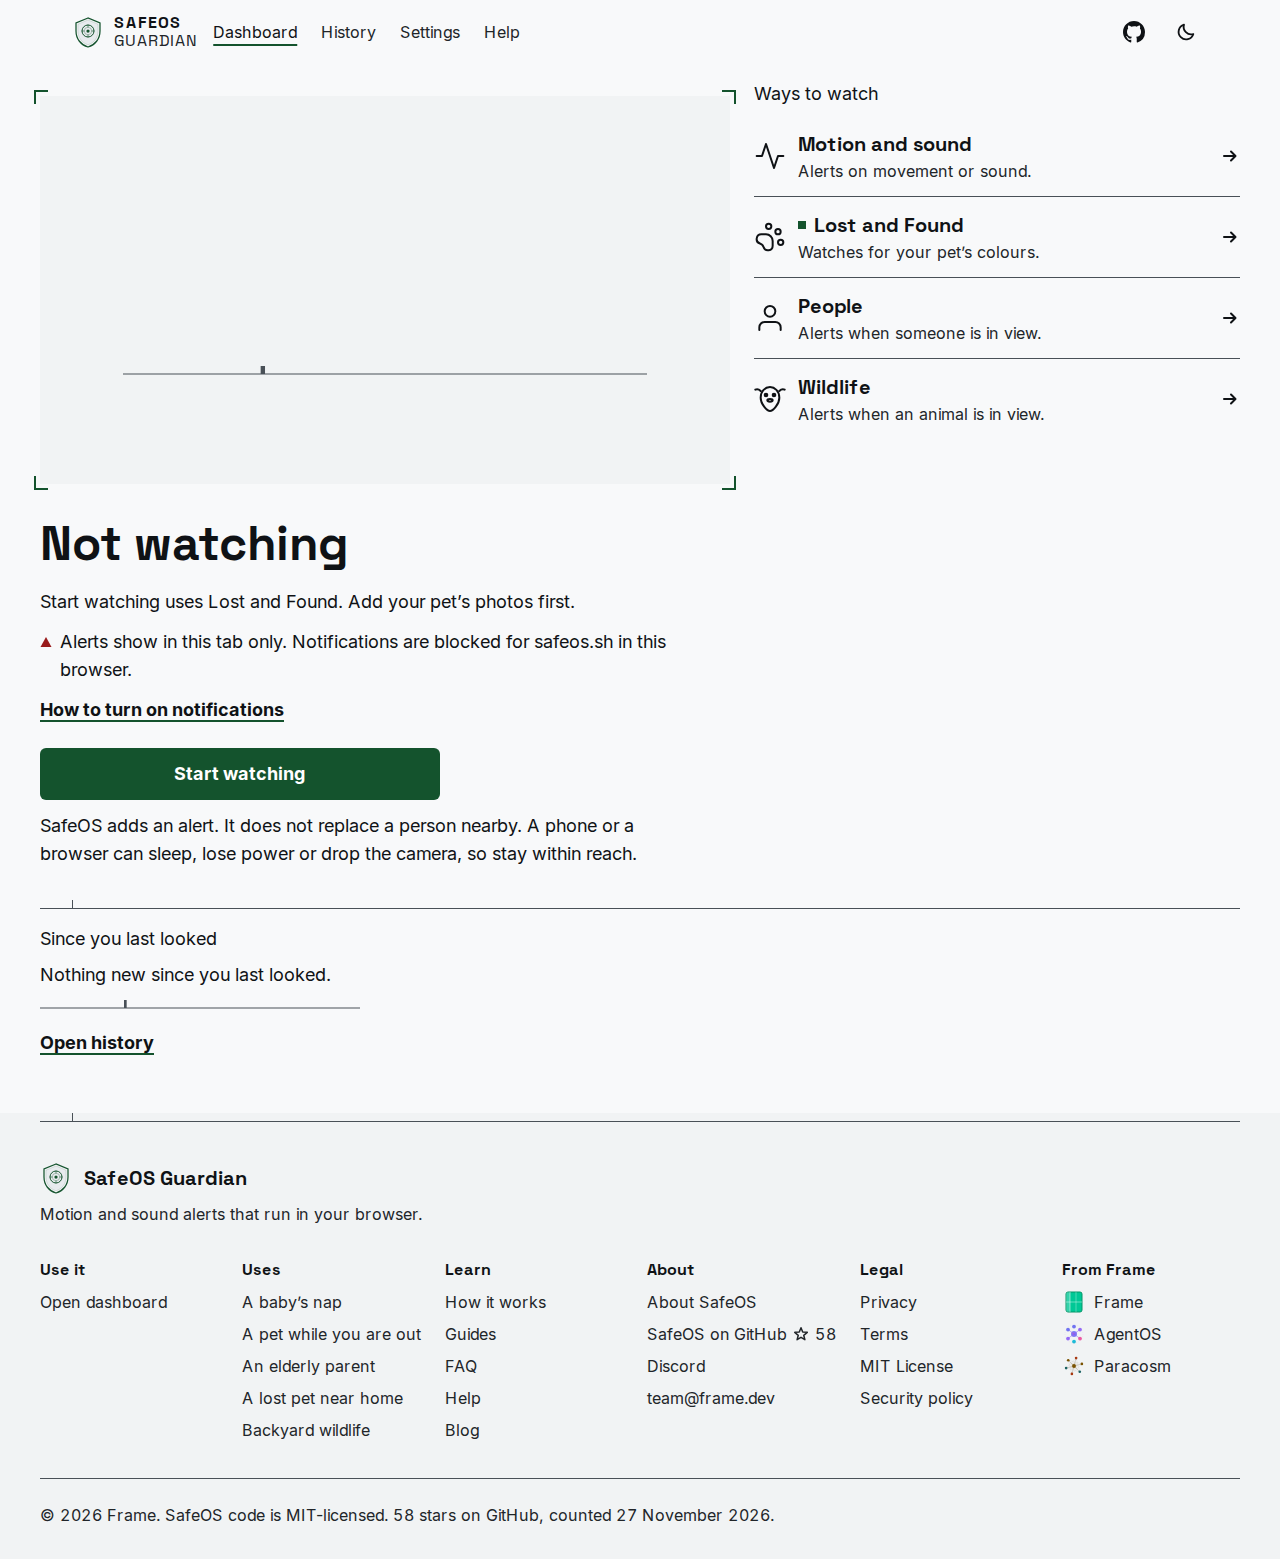 SAFEOS
GUARDIAN
Dashboard
History
Settings
Help
Ways to watch
Motion and sound
Alerts on movement or sound.
Lost and Found
Watches for your pet’s colours.
People
Alerts when someone is in view.
Wildlife
Alerts when an animal is in view.
Not watching
Start watching uses Lost and Found. Add your pet’s photos first.
Alerts show in this tab only. Notifications are blocked for safeos.sh in this
browser.
How to turn on notifications
Start watching
SafeOS adds an alert. It does not replace a person nearby. A phone or a
browser can sleep, lose power or drop the camera, so stay within reach.
Since you last looked
Nothing new since you last looked.
Open history
SafeOS Guardian
Motion and sound alerts that run in your browser.
Use it
Open dashboard
Uses
A baby’s nap
A pet while you are out
An elderly parent
A lost pet near home
Backyard wildlife
Learn
How it works
Guides
FAQ
Help
Blog
About
About SafeOS
SafeOS on GitHub ☆ 58
Discord
team@frame.dev
Legal
Privacy
Terms
MIT License
Security policy
From Frame
Frame
AgentOS
Paracosm
© 2026 Frame. SafeOS code is MIT-licensed. 58 stars on GitHub, counted 27 November 2026.